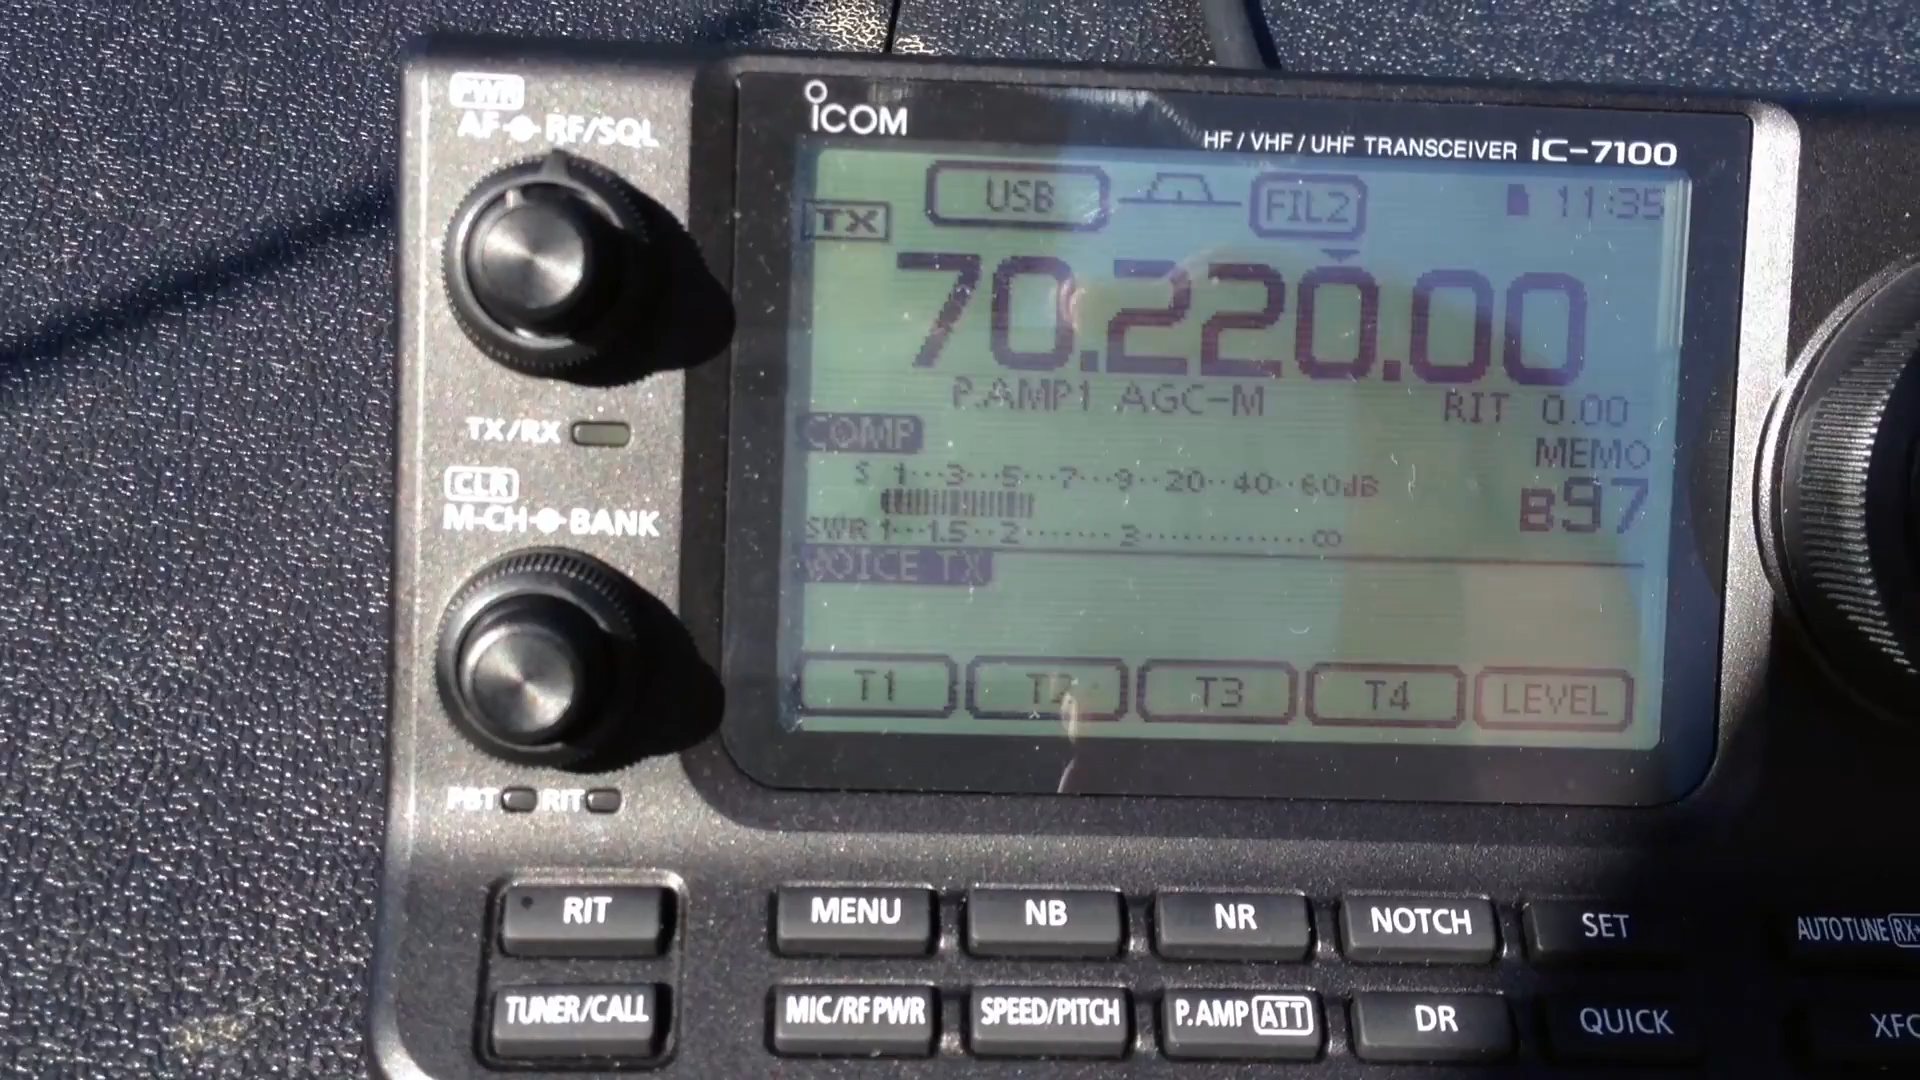 PWR
AF RF/SQL
ICOM
HF/VHF/UHF TRANSCEIVER IC-7100
USB
FIL2
11:35
TX
70.220.00
P.AMP1 AGC-M
RIT 0.00
TX/RX
COMP
MEMO
S 1···3···5···7···9··20··40··60dB
B97
CLR
M-CH BANK
SWR 1···1.5··2·······3············∞
VOICE TX
T1
T2
T3
T4
LEVEL
PBT RIT
RIT
MENU
NB
NR
NOTCH
SET
AUTOTUNE
TUNER/CALL
MIC/RF PWR
SPEED/PITCH
P.AMP ATT
DR
QUICK